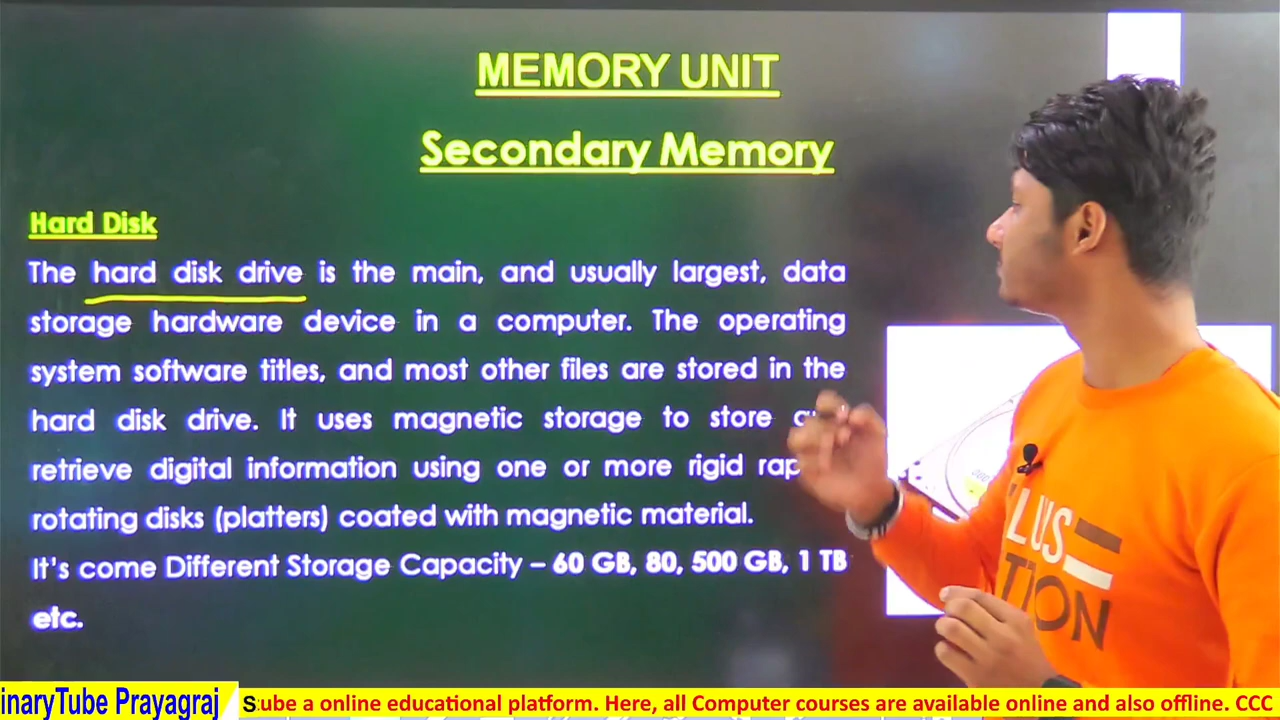 MEMORY UNIT
Secondary Memory
Hard Disk
The hard disk drive is the main, and usually largest, data
storage hardware device in a computer. The operating
system software titles, and most other files are stored in the
hard disk drive. It uses magnetic storage to store
retrieve digital information using one or more rigid
rotating disks (platters) coated with magnetic material.
It's come Different Storage Capacity – 60 GB, 80, 500 GB, 1 TB
etc.
LUS
TION
inaryTube Prayagraj
ube a online educational platform. Here, all Computer courses are available online and also offline. CCC